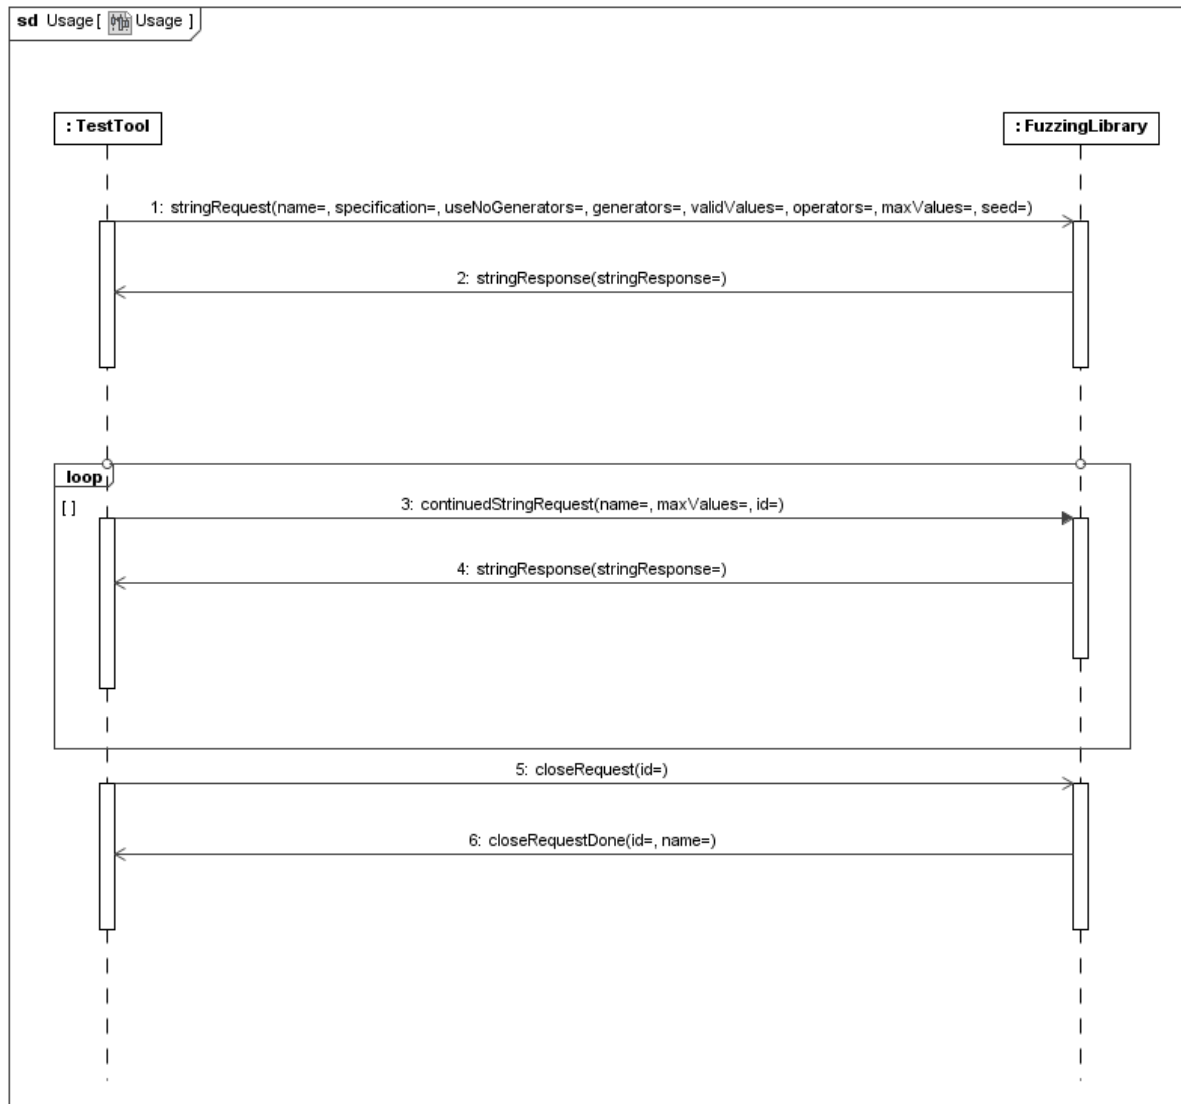 sd Usage[ Usage ]
: TestTool
: FuzzingLibrary
1: stringRequest(name=, specification=, useNoGenerators=, generators=, validValues=, operators=, maxValues=, seed=)
2: stringResponse(stringResponse=)
loop
[ ]
3: continuedStringRequest(name=, maxValues=, id=)
4: stringResponse(stringResponse=)
5: closeRequest(id=)
6: closeRequestDone(id=, name=)